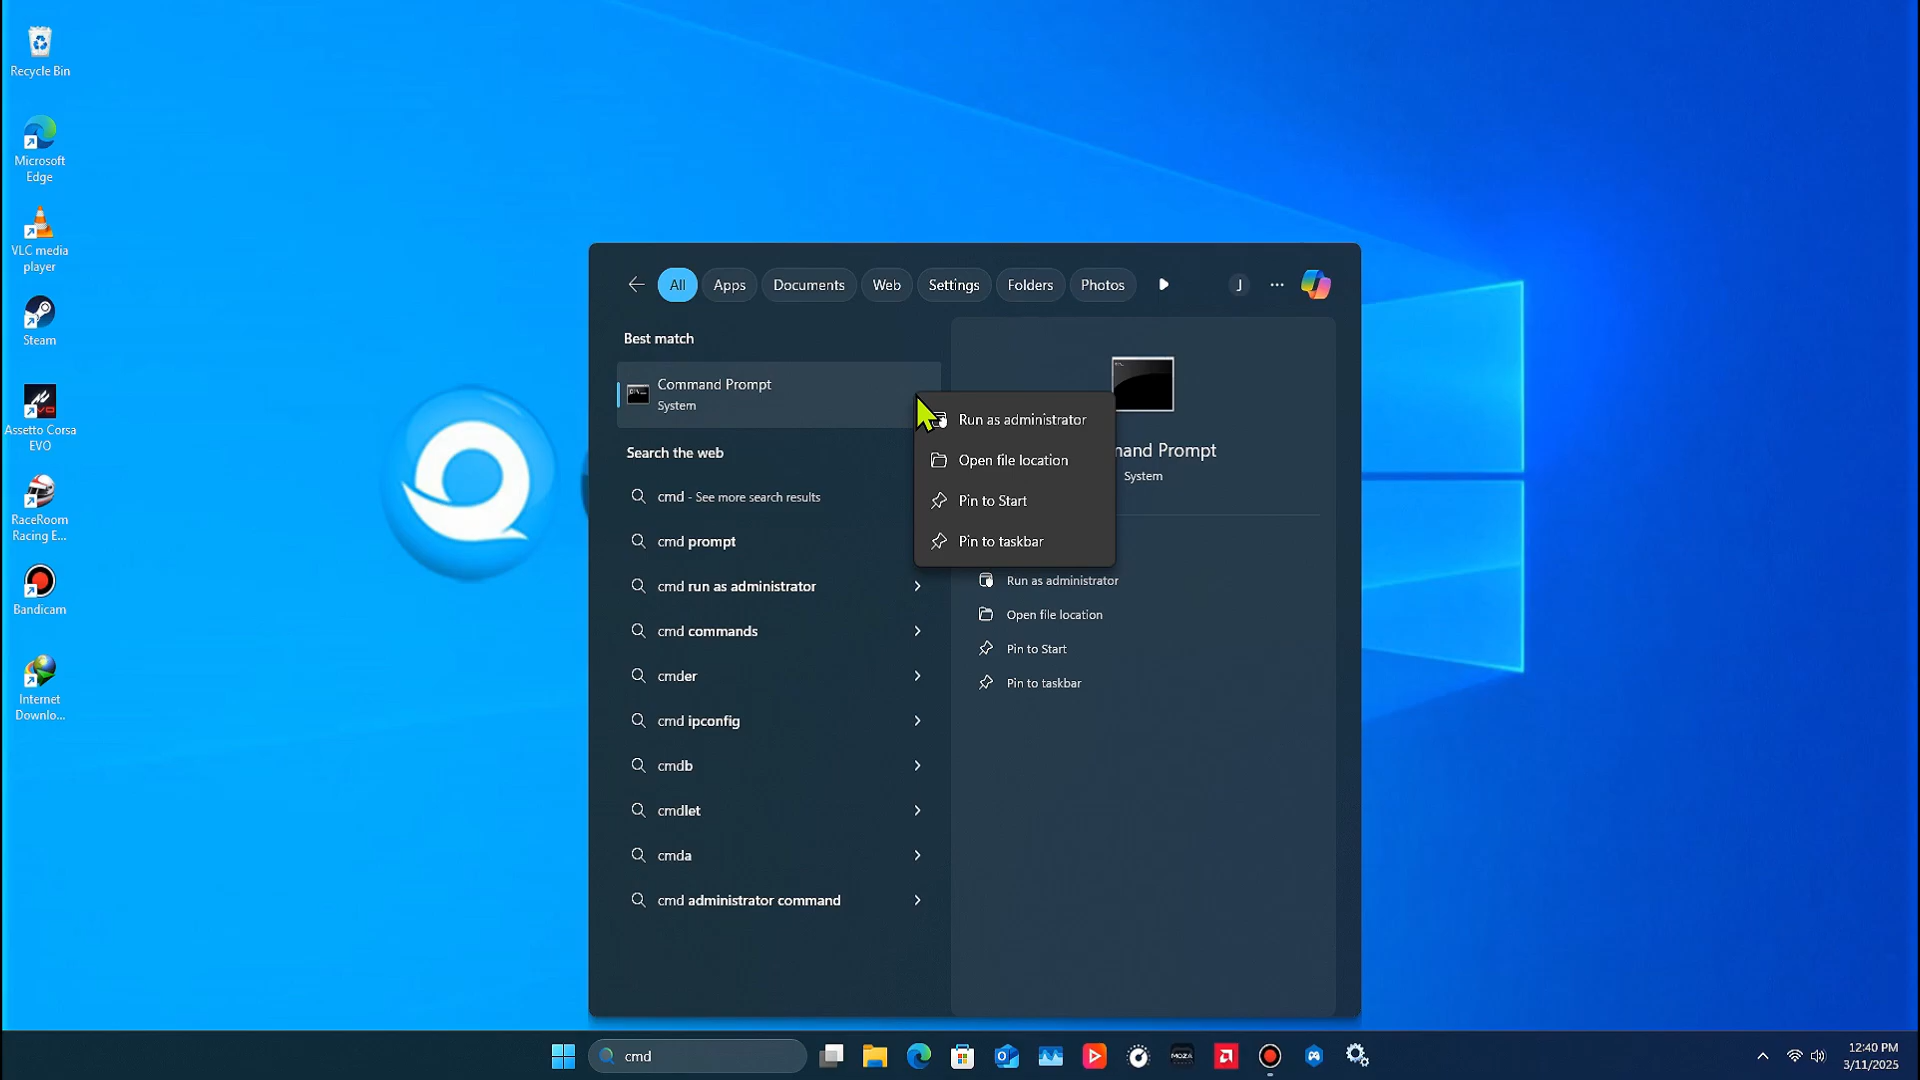 Recycle Bin
Microsoft
Edge
VLC media
player
Steam
Assetto Corsa
EVO
RaceRoom
Racing E...
Bandicam
Internet
Downlo...
All
Apps
Documents
Web
Settings
Folders
Photos
J
Best match
Command Prompt
System
Search the web
cmd - See more search results
cmd prompt
cmd run as administrator
cmd commands
cmder
cmd ipconfig
cmdb
cmdlet
cmda
cmd administrator command
Run as administrator
Open file location
Pin to Start
Pin to taskbar
mand Prompt
System
Run as administrator
Open file location
Pin to Start
Pin to taskbar
cmd
MOZA
12:40 PM
3/11/2025